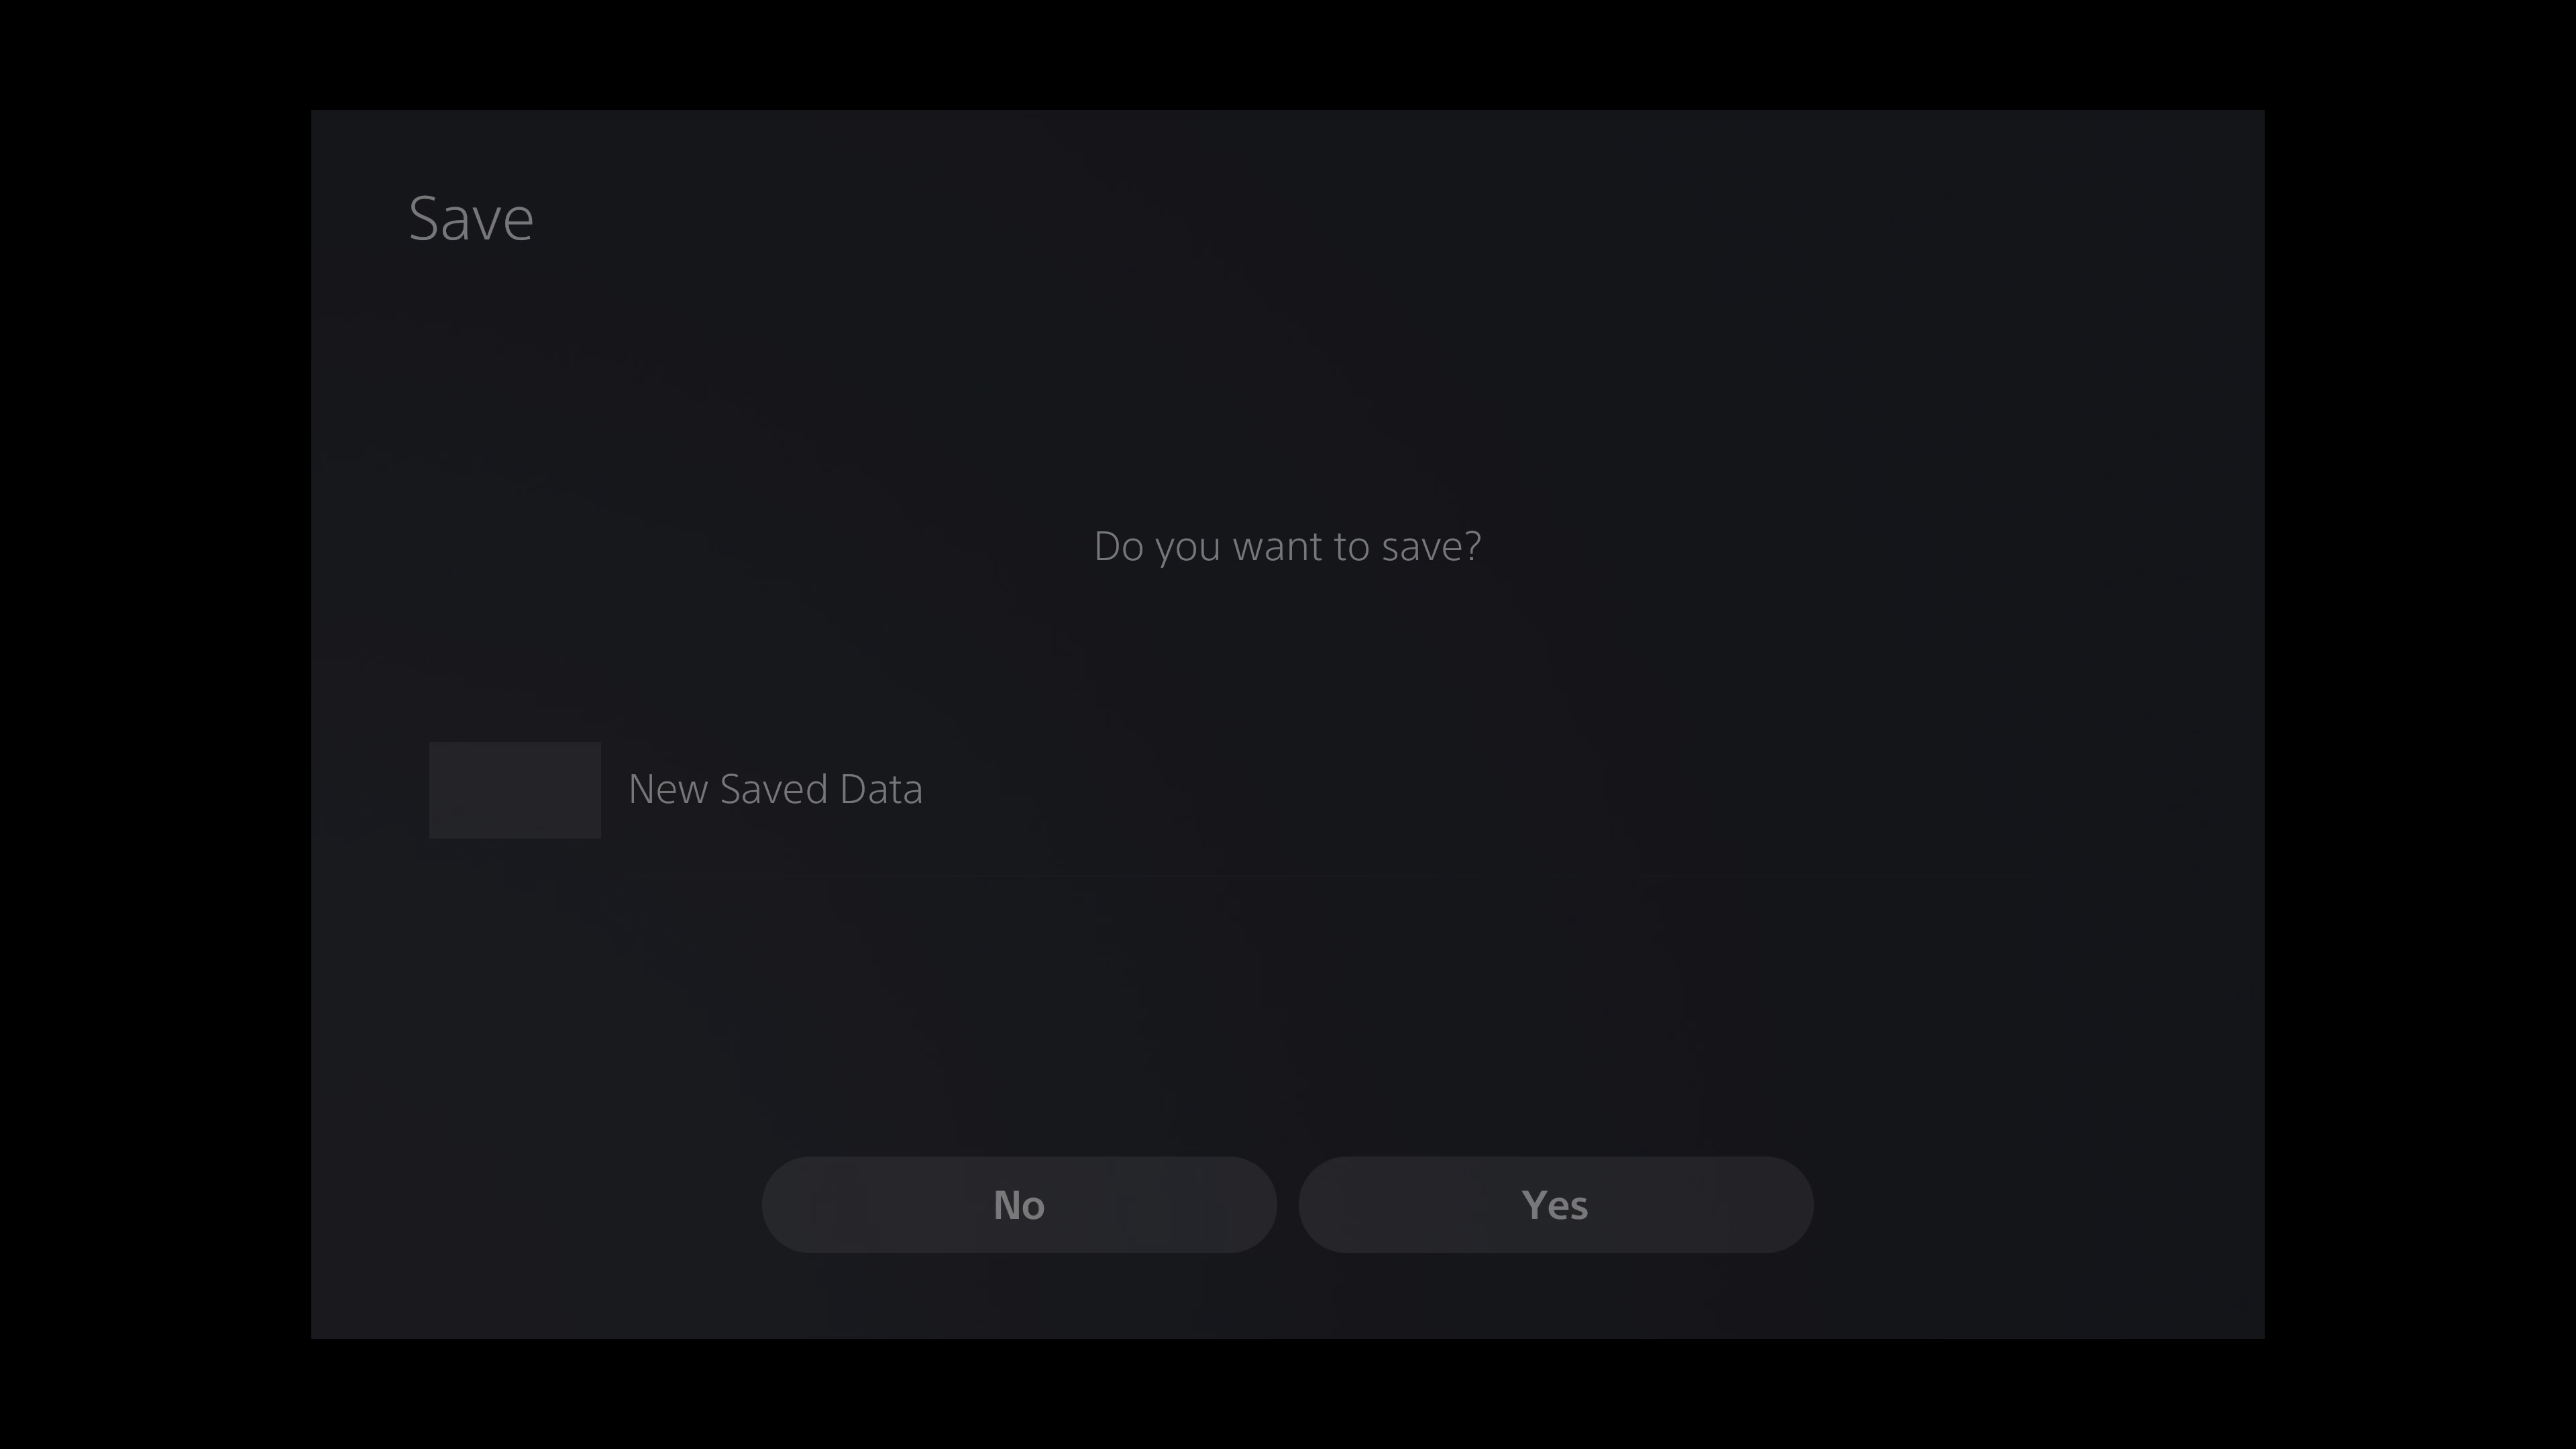 Save
Do you want to save?
New Saved Data
No
Yes